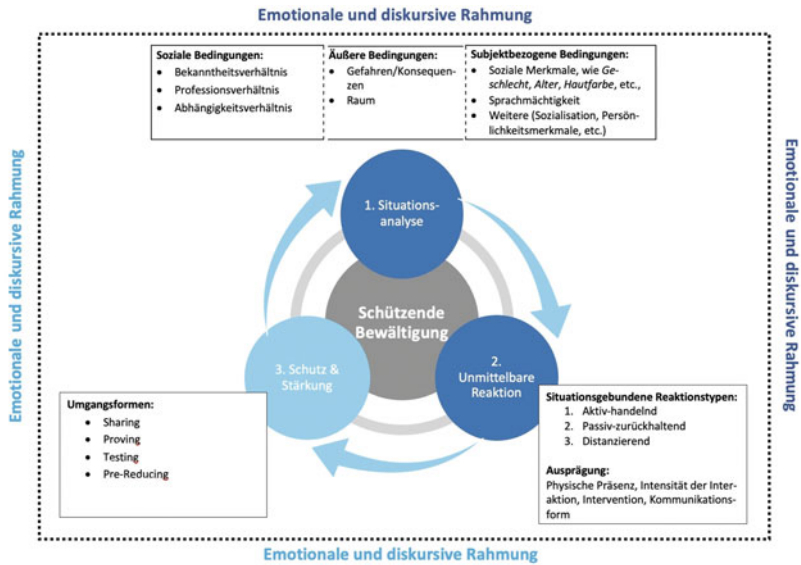 Emotionale und diskursive Rahmung
Soziale Bedingungen:
• Bekanntheitsverhältnis
• Professionsverhältnis
• Abhängigkeitsverhältnis
Äußere Bedingungen:
• Gefahren/Konsequen-
zen
• Raum
Subjektbezogene Bedingungen:
• Soziale Merkmale, wie Ge-
schlecht, Alter, Hautfarbe, etc.,
• Sprachmächtigkeit
• Weitere (Sozialisation, Persön-
lichkeitsmerkmale, etc.)
Emotionale und diskursive Rahmung
Emotionale und diskursive Rahmung
1. Situations-
analyse
Schützende
Bewältigung
3. Schutz &
Stärkung
2.
Unmittelbare
Reaktion
Umgangsformen:
• Sharing
• Proving
• Testing
• Pre-Reducing
Situationsgebundene Reaktionstypen:
1. Aktiv-handelnd
2. Passiv-zurückhaltend
3. Distanzierend
Ausprägung:
Physische Präsenz, Intensität der Inter-
aktion, Intervention, Kommunikations-
form
Emotionale und diskursive Rahmung